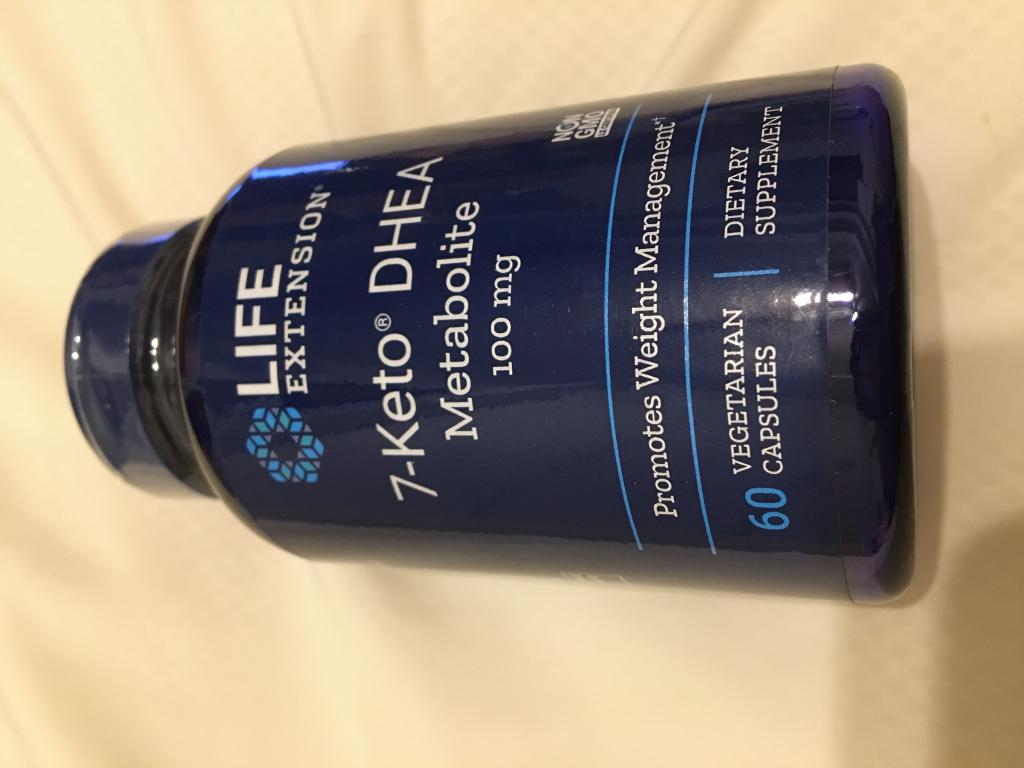 LIFE
EXTENSION®
7-Keto® DHEA
Metabolite
100 mg
NON
GMO
Promotes Weight Management*†
60 VEGETARIAN CAPSULES
DIETARY
SUPPLEMENT